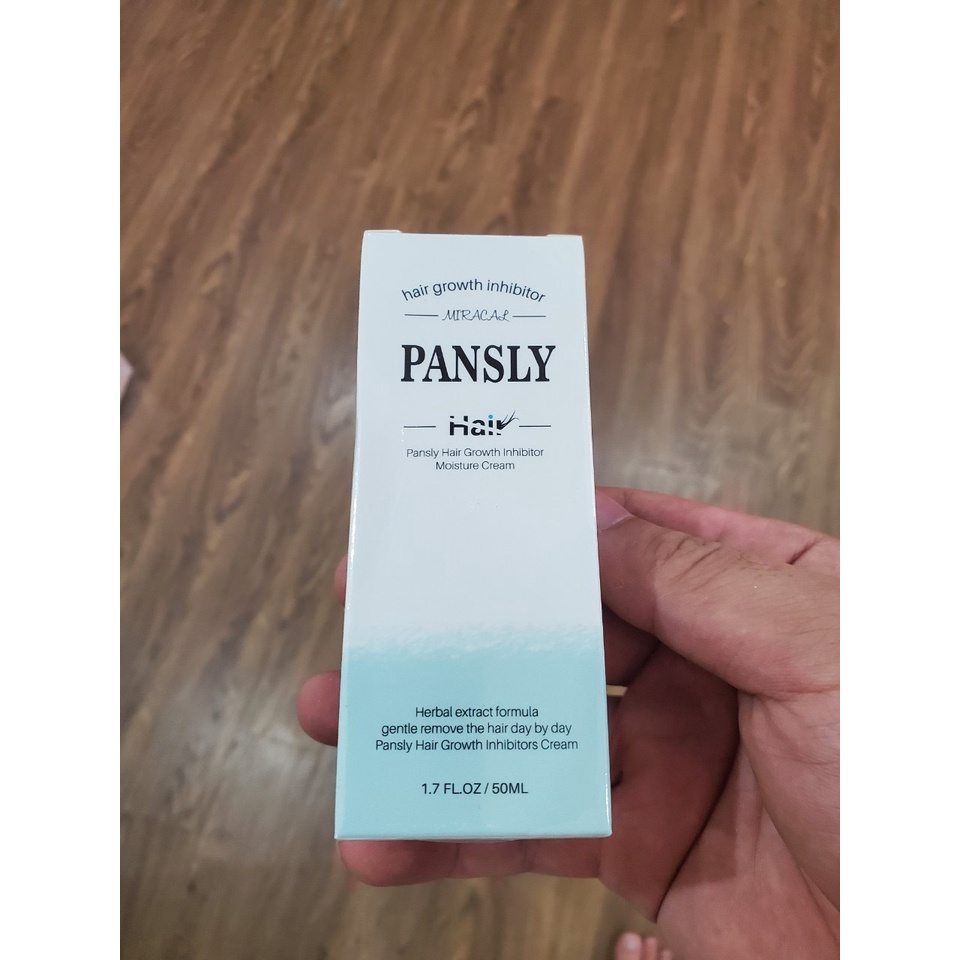 hair growth inhibitor
MIRACAL
PANSLY
Hair
Pansly Hair Growth Inhibitor
Moisture Cream
Herbal extract formula
gentle remove the hair day by day
Pansly Hair Growth Inhibitors Cream
1.7 FL.OZ / 50ML